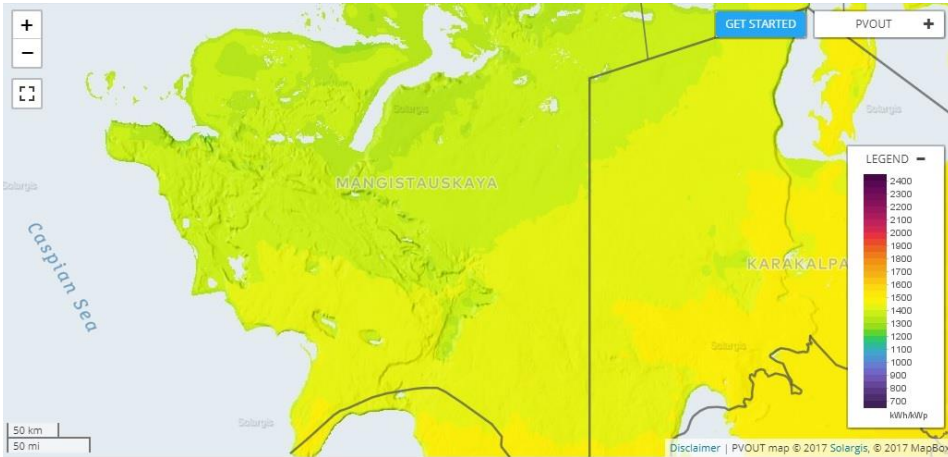 +
GET STARTED
PVOUT +
−
Solargis
Solargis
LEGEND −
2400
2300
2200
2100
2000
1900
1800
1700
1600
1500
1400
1300
1200
1100
1000
900
800
700
kWh/kWp
MANGISTAUSKAYA
Solargis
Caspian Sea
KARAKALPA
Solargis
Solargis
50 km
50 mi
Disclaimer | PVOUT map © 2017 Solargis, © 2017 MapBox